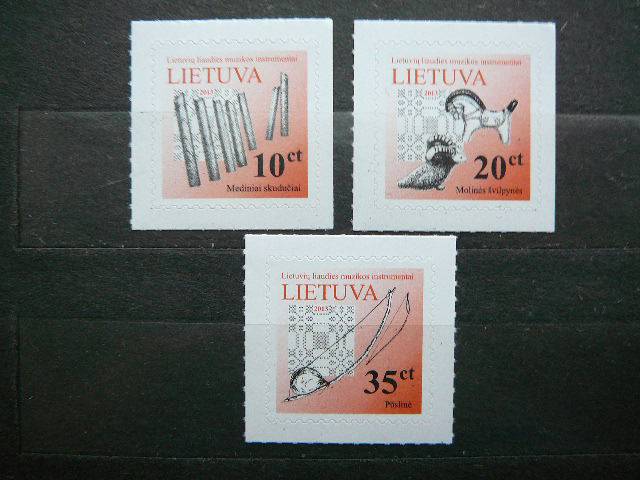 Lietuvių liaudies muzikos instrumentai
LIETUVA
2013
10ct
Mediniai skudučiai
Lietuvių liaudies muzikos instrumentai
LIETUVA
2013
20ct
Molinės švilpynės
Lietuvių liaudies muzikos instrumentai
LIETUVA
2013
35ct
Pūslinė